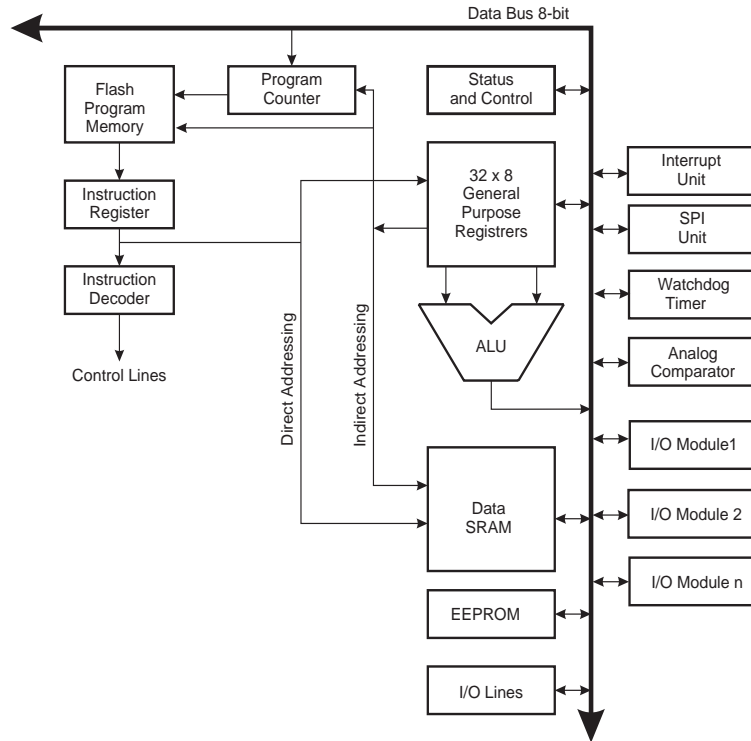 Data Bus 8-bit
Flash
Program
Memory
Program
Counter
Status
and Control
32 x 8
General
Purpose
Registrers
Interrupt
Unit
Instruction
Register
SPI
Unit
Instruction
Decoder
Watchdog
Timer
Control Lines
Direct Addressing
Indirect Addressing
ALU
Analog
Comparator
I/O Module1
Data
SRAM
I/O Module 2
I/O Module n
EEPROM
I/O Lines